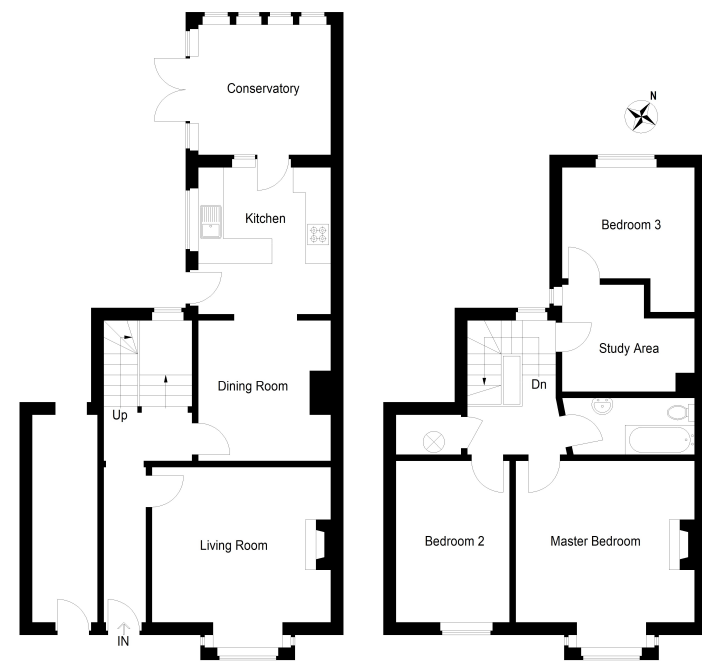 Conservatory
Kitchen
Dining Room
Up
Living Room
IN
N
Bedroom 3
Study Area
Dn
Bedroom 2
Master Bedroom